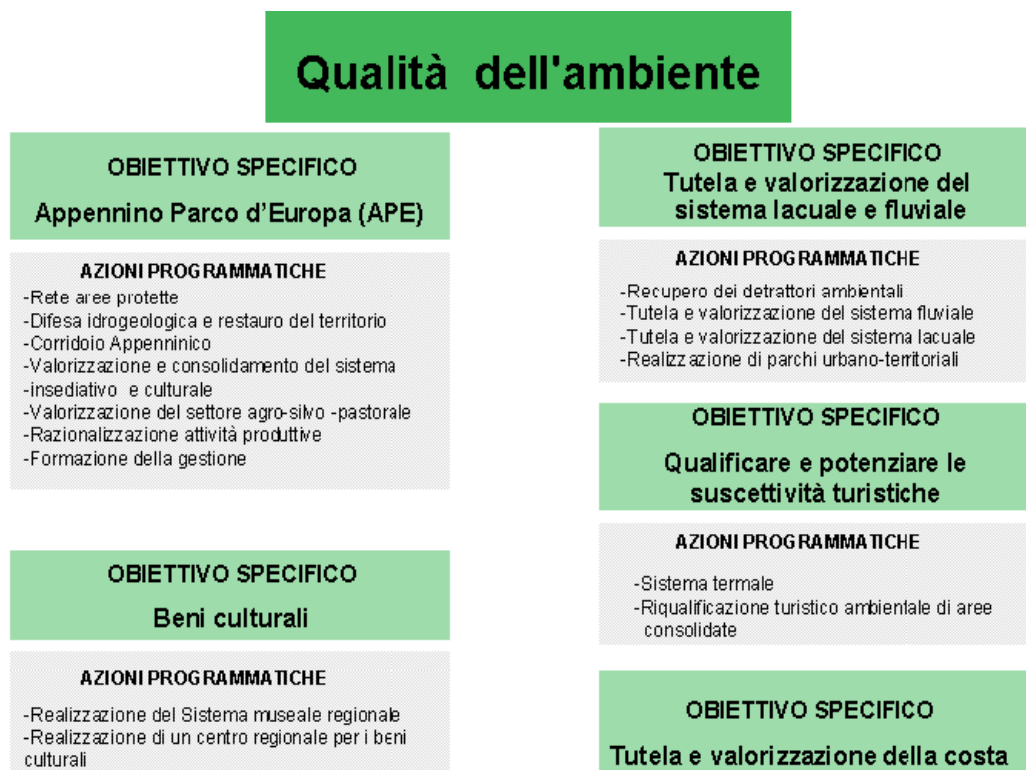 Qualità dell'ambiente
OBIETTIVO SPECIFICO
Appennino Parco d'Europa (APE)
AZIONI PROGRAMMATICHE
-Rete aree protette
-Difesa idrogeologica e restauro del territorio
-Corridoio Appenninico
-Valorizzazione e consolidamento del sistema
-insediativo e culturale
-Valorizzazione del settore agro-silvo -pastorale
-Razionalizzazione attività produttive
-Formazione della gestione
OBIETTIVO SPECIFICO
Beni culturali
AZIONI PROGRAMMATICHE
-Realizzazione del Sistema museale regionale
-Realizzazione di un centro regionale per i beni
culturali
OBIETTIVO SPECIFICO
Tutela e valorizzazione del
sistema lacuale e fluviale
AZIONI PROGRAMMATICHE
-Recupero dei detrattori ambientali
-Tutela e valorizzazione del sistema fluviale
-Tutela e valorizzazione del sistema lacuale
-Realizzazione di parchi urbano-territoriali
OBIETTIVO SPECIFICO
Qualificare e potenziare le
suscettività turistiche
AZIONI PROGRAMMATICHE
-Sistema termale
-Riqualificazione turistico ambientale di aree
consolidate
OBIETTIVO SPECIFICO
Tutela e valorizzazione della costa